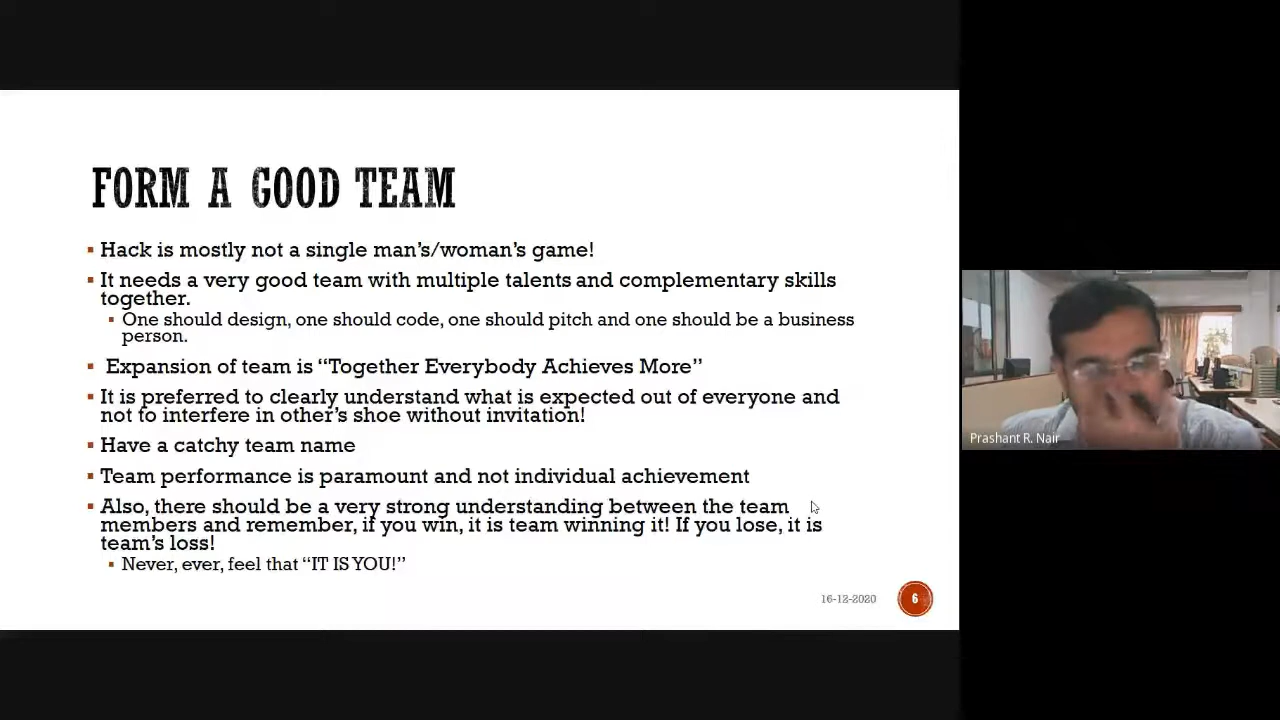 FORM A GOOD TEAM
Hack is mostly not a single man's/woman's game!
It needs a very good team with multiple talents and complementary skills
together.
One should design, one should code, one should pitch and one should be a business
person.
Expansion of team is “Together Everybody Achieves More”
It is preferred to clearly understand what is expected out of everyone and
not to interfere in other's shoe without invitation!
Have a catchy team name
Team performance is paramount and not individual achievement
Also, there should be a very strong understanding between the team
members and remember, if you win, it is team winning it! If you lose, it is
team's loss!
Never, ever, feel that “IT IS YOU!”
16-12-2020
6
Prashant R. Nair